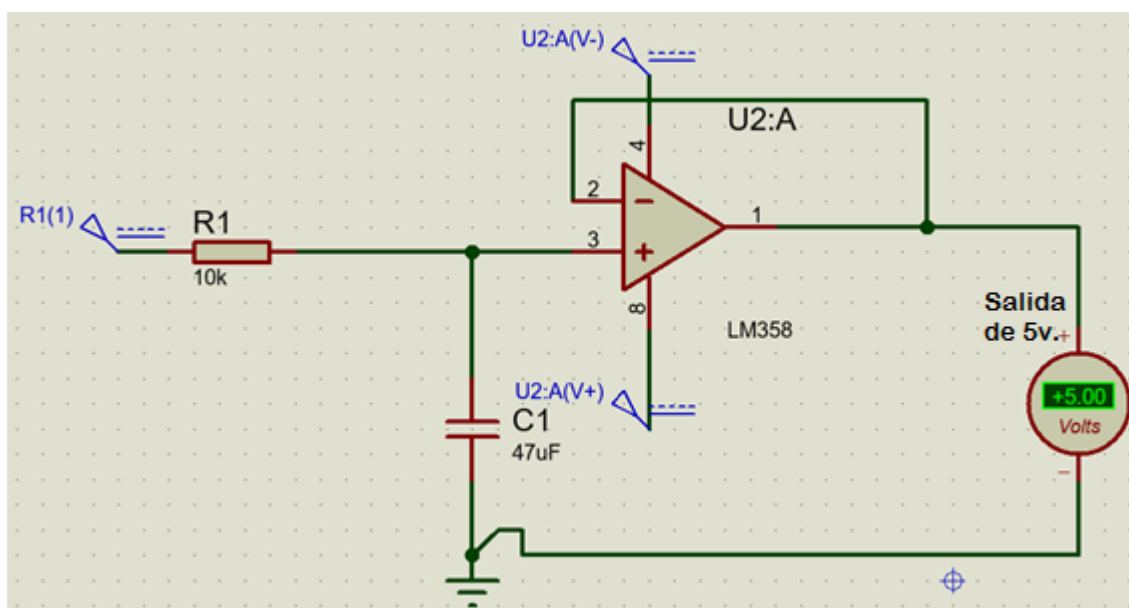 U2:A(V-)
U2:A
4
2
1
R1(1)
R1
3
10k
8
LM358
Salida
de 5v.
+
U2:A(V+)
C1
47uF
+5.00
Volts